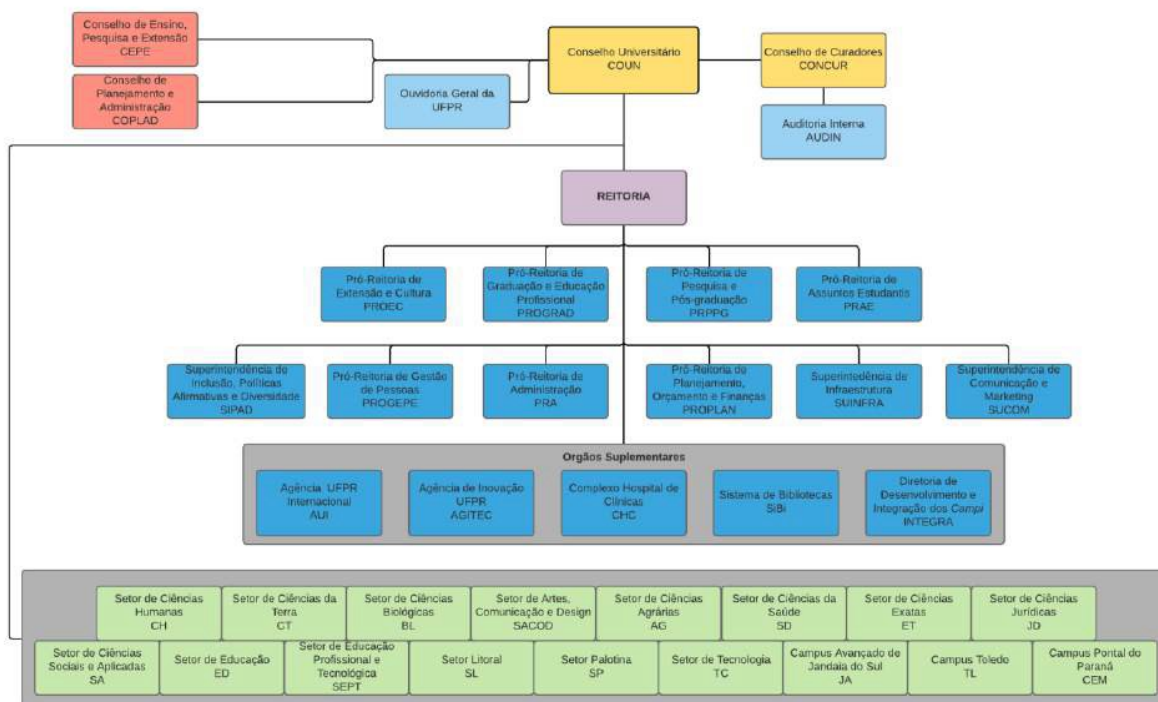 Conselho de Ensino,
Pesquisa e Extensão
CEPE
Conselho Universitário
COUN
Conselho de Curadores
CONCUR
Conselho de
Planejamento e
Administração
COPLAD
Ouvidoria Geral da
UFPR
Auditoria Interna
AUDIN
REITORIA
Pró-Reitoria de
Extensão e Cultura
PROEC
Pró-Reitoria de
Graduação e Educação
Profissional
PROGRAD
Pró-Reitoria de
Pesquisa e
Pós-graduação
PRPPG
Pró-Reitoria de
Assuntos Estudantis
PRAE
Superintendência de
Inclusão, Políticas
Afirmativas e Diversidade
SIPAD
Pró-Reitoria de Gestão
de Pessoas
PROGEPE
Pró-Reitoria de
Administração
PRA
Pró-Reitoria de
Planejamento,
Orçamento e Finanças
PROPLAN
Superintedência de
Infraestrutura
SUINFRA
Superintendência de
Comunicação e
Marketing
SUCOM
Orgãos Suplementares
Agência UFPR
Internacional
AUI
Agência de Inovação
UFPR
AGITEC
Complexo Hospital de
Clínicas
CHC
Sistema de Bibliotecas
SiBi
Diretoria de
Desenvolvimento e
Integração dos Campi
INTEGRA
Setor de Ciências
Humanas
CH
Setor de Ciências da
Terra
CT
Setor de Ciências
Biológicas
BL
Setor de Artes,
Comunicação e Design
SACOD
Setor de Ciências
Agrárias
AG
Setor de Ciências da
Saúde
SD
Setor de Ciências
Exatas
ET
Setor de Ciências
Jurídicas
JD
Setor de Ciências
Sociais e Aplicadas
SA
Setor de Educação
ED
Setor de Educação
Profissional e
Tecnológica
SEPT
Setor Litoral
SL
Setor Palotina
SP
Setor de Tecnologia
TC
Campus Avançado de
Jandaia do Sul
JA
Campus Toledo
TL
Campus Pontal do
Paraná
CEM